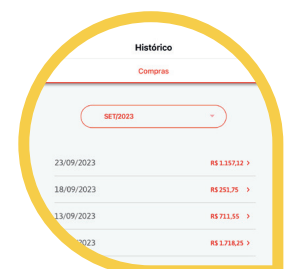 Histórico
Compras
SET/2023
23/09/2023 R$ 1.157,12 >
18/09/2023 R$ 251,75 >
13/09/2023 R$ 711,55 >
/2023 R$ 1.718,25 >